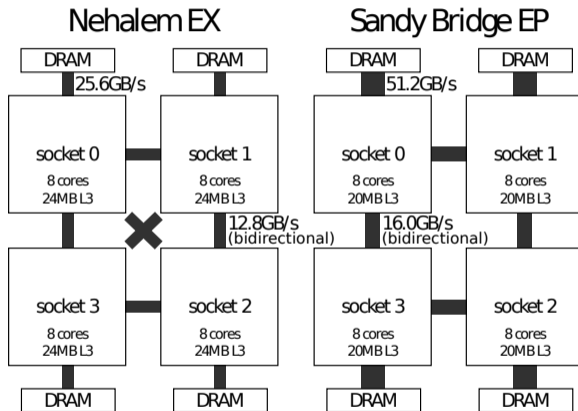 Nehalem EX
Sandy Bridge EP
DRAM
DRAM
DRAM
DRAM
25.6GB/s
51.2GB/s
socket 0
8 cores
24MB L3
socket 1
8 cores
24MB L3
socket 0
8 cores
20MB L3
socket 1
8 cores
20MB L3
12.8GB/s
(bidirectional)
16.0GB/s
(bidirectional)
socket 3
8 cores
24MB L3
socket 2
8 cores
24MB L3
socket 3
8 cores
20MB L3
socket 2
8 cores
20MB L3
DRAM
DRAM
DRAM
DRAM